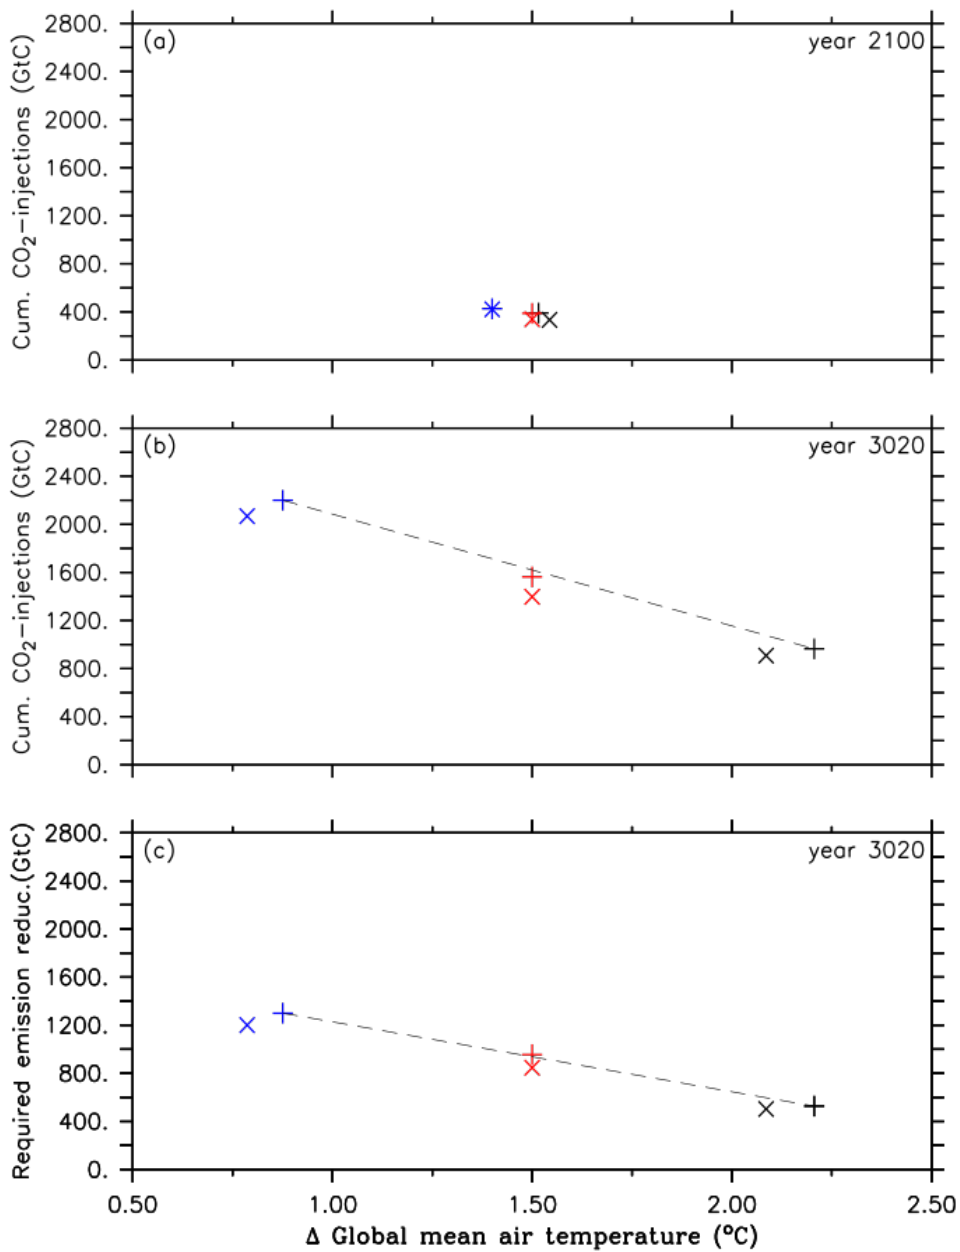 2800.
2400.
2000.
1600.
1200.
800.
400.
0.
Cum. CO2−injections (GtC)
(a)
year 2100
2800.
2400.
2000.
1600.
1200.
800.
400.
0.
Cum. CO2−injections (GtC)
(b)
year 3020
2800.
2400.
2000.
1600.
1200.
800.
400.
0.
Required emission reduc.(GtC)
(c)
year 3020
0.50 1.00 1.50 2.00 2.50
Δ Global mean air temperature (°C)